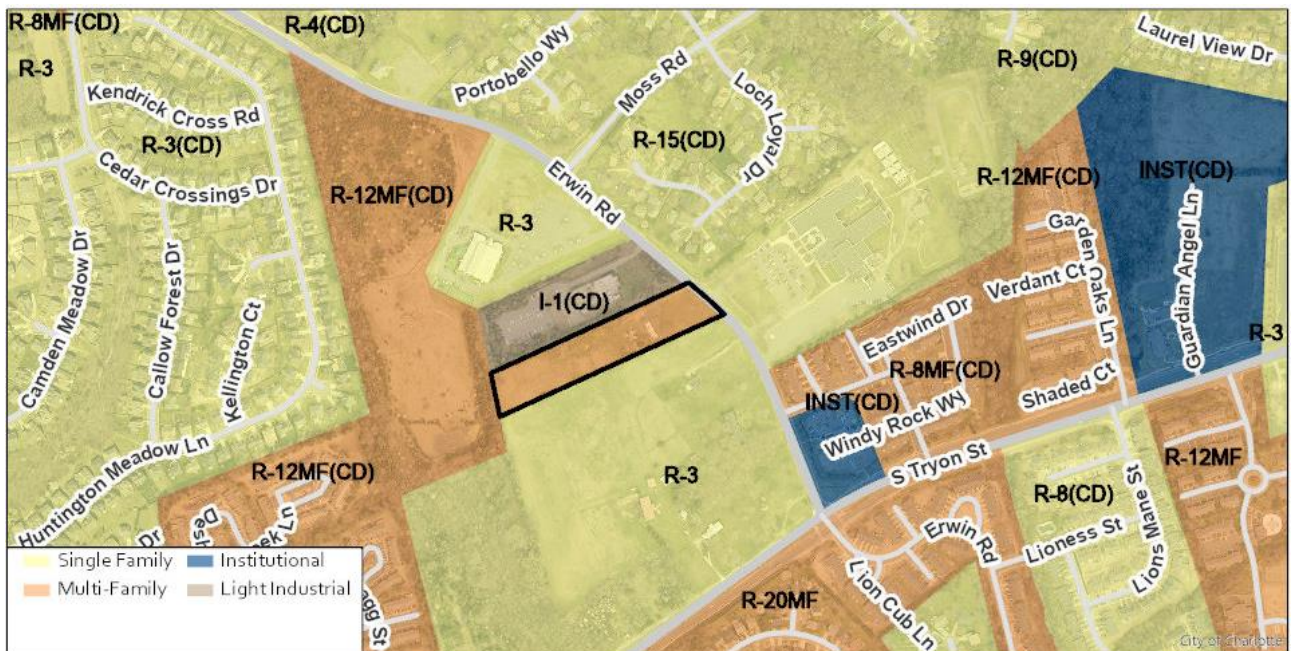 R-8MF(CD)
R-4(CD)
R-3
Kendrick Cross Rd
R-3(CD)
Cedar Crossings Dr
Camden Meadow Dr
Callow Forest Dr
Kellington Ct
Huntington Meadow Ln
R-12MF(CD)
Portobello Wy
Moss Rd
Loch Loyal Dr
R-15(CD)
Erwin Rd
R-3
I-1(CD)
R-9(CD)
Laurel View Dr
R-12MF(CD)
INST(CD)
Garden Oaks Ln
Guardian Angel Ln
Verdant Ct
Eastwind Dr
R-8MF(CD)
Shaded Ct
R-3
INST(CD)
Windy Rock Wy
S Tryon St
R-3
R-12MF(CD)
R-12MF
R-8(CD)
Lions Mane St
Lioness St
Erwin Rd
Lion Cub Ln
R-20MF
Dr
St
Single Family
Institutional
Multi-Family
Light Industrial
City of Charlotte